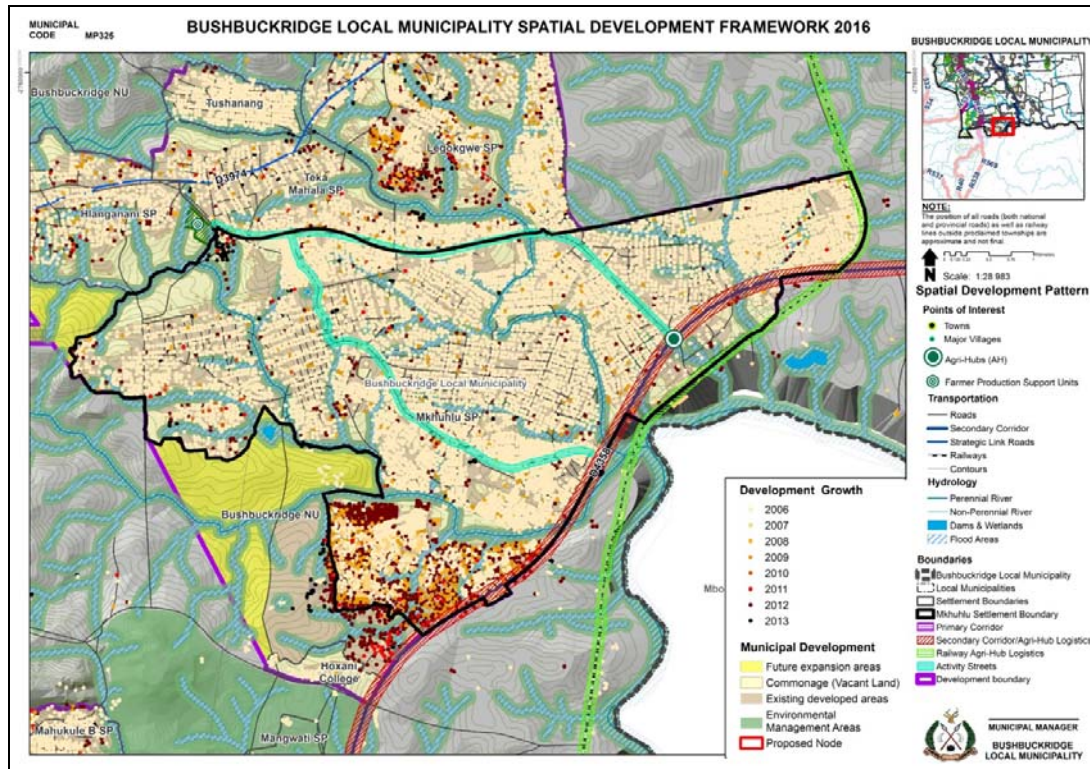 MUNICIPAL
CODE MP325
BUSHBUCKRIDGE LOCAL MUNICIPALITY SPATIAL DEVELOPMENT FRAMEWORK 2016
BUSHBUCKRIDGE LOCAL MUNICIPALITY
Bushbuckridge NU
Tushanang
Legokgwe SP
D3974
Teka
Mahala SP
Hlanganani SP
Bushbuckridge Local Municipality
Mkhuhlu SP
D4358
Bushbuckridge NU
Mbo
Hoxani
College
Mahukule B SP
Mangwati SP
R537
R40
R538
R569
NOTE:
The position of all roads (both national
and provincial roads) as well as railway
lines outside proclaimed townships are
approximate and not final.
N
Scale: 1:28 983
Spatial Development Pattern
Points of Interest
Towns
Major Villages
Agri-Hubs (AH)
Farmer Production Support Units
Transportation
Roads
Secondary Corridor
Strategic Link Roads
Railways
Contours
Hydrology
Perennial River
Non-Perennial River
Dams & Wetlands
Flood Areas
Boundaries
Bushbuckridge Local Municipality
Local Municipalities
Settlement Boundaries
Mkhuhlu Settlement Boundary
Primary Corridor
Secondary Corridor/Agri-Hub Logistics
Railway Agri-Hub Logistics
Activity Streets
Development boundary
Development Growth
2006
2007
2008
2009
2010
2011
2012
2013
Municipal Development
Future expansion areas
Commonage (Vacant Land)
Existing developed areas
Environmental
Management Areas
Proposed Node
MUNICIPAL MANAGER
BUSHBUCKRIDGE
LOCAL MUNICIPALITY